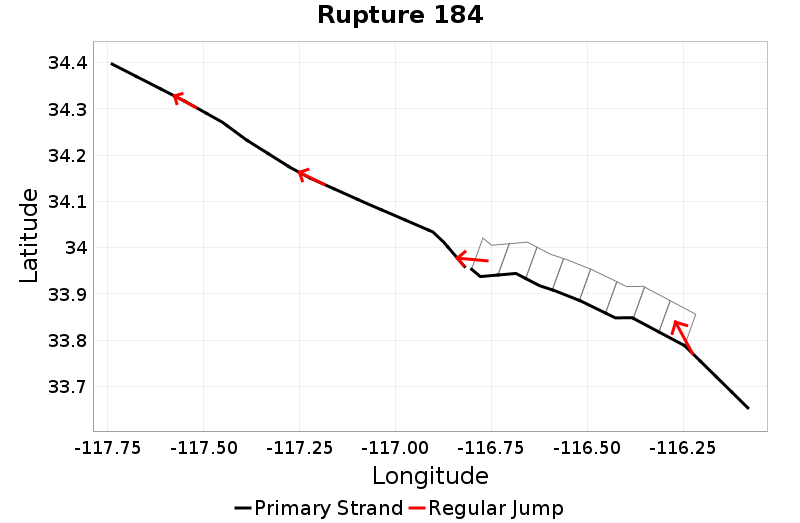 Rupture 184
34.4
34.3
34.2
34.1
34
33.9
33.8
33.7
Latitude
-117.75 -117.50 -117.25 -117.00 -116.75 -116.50 -116.25
Longitude
Primary Strand Regular Jump